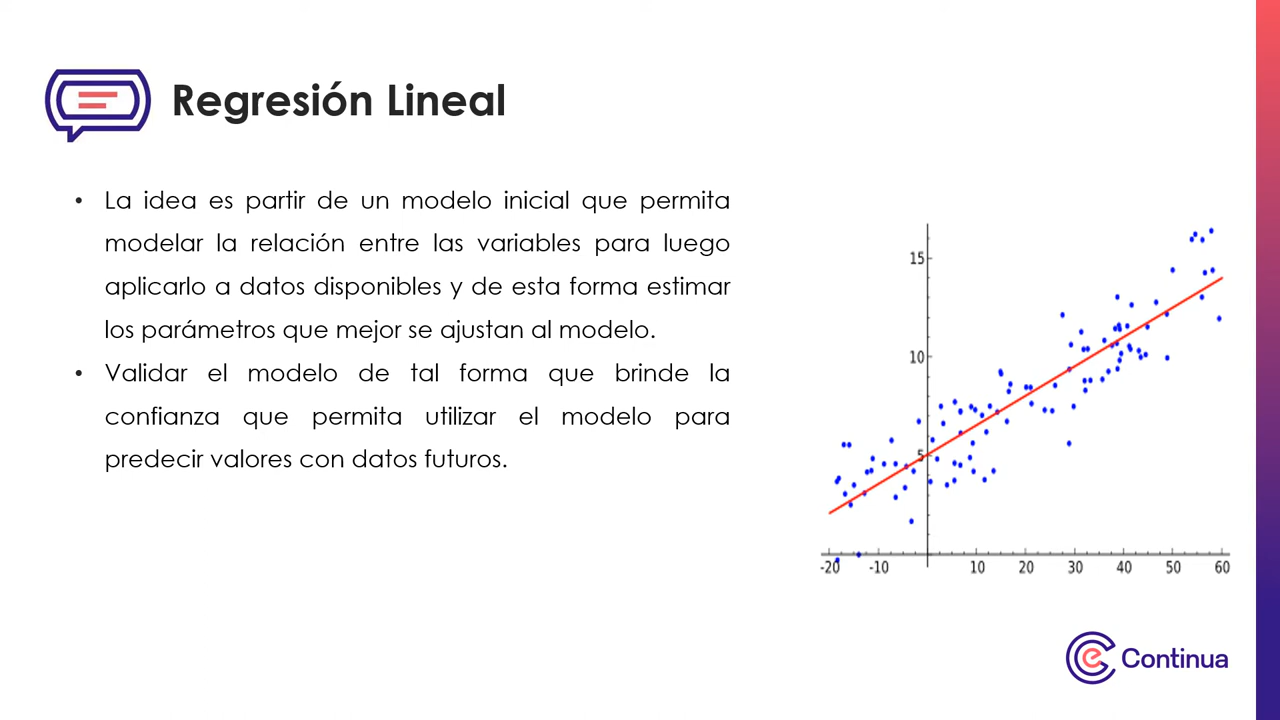 Regresión Lineal
• La idea es partir de un modelo inicial que permita
modelar la relación entre las variables para luego
aplicarlo a datos disponibles y de esta forma estimar
los parámetros que mejor se ajustan al modelo.
• Validar el modelo de tal forma que brinde la
confianza que permita utilizar el modelo para
predecir valores con datos futuros.
15
10
5
-20 -10 10 20 30 40 50 60
e Continua